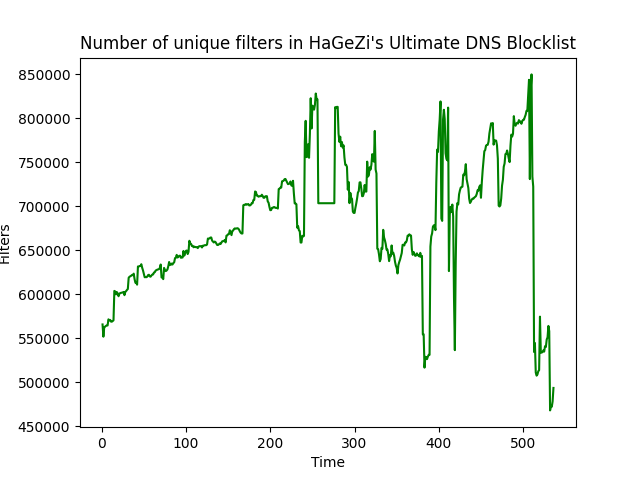 Number of unique filters in HaGeZi's Ultimate DNS Blocklist
850000
800000
750000
700000
650000
600000
550000
500000
450000
Filters
0 100 200 300 400 500
Time